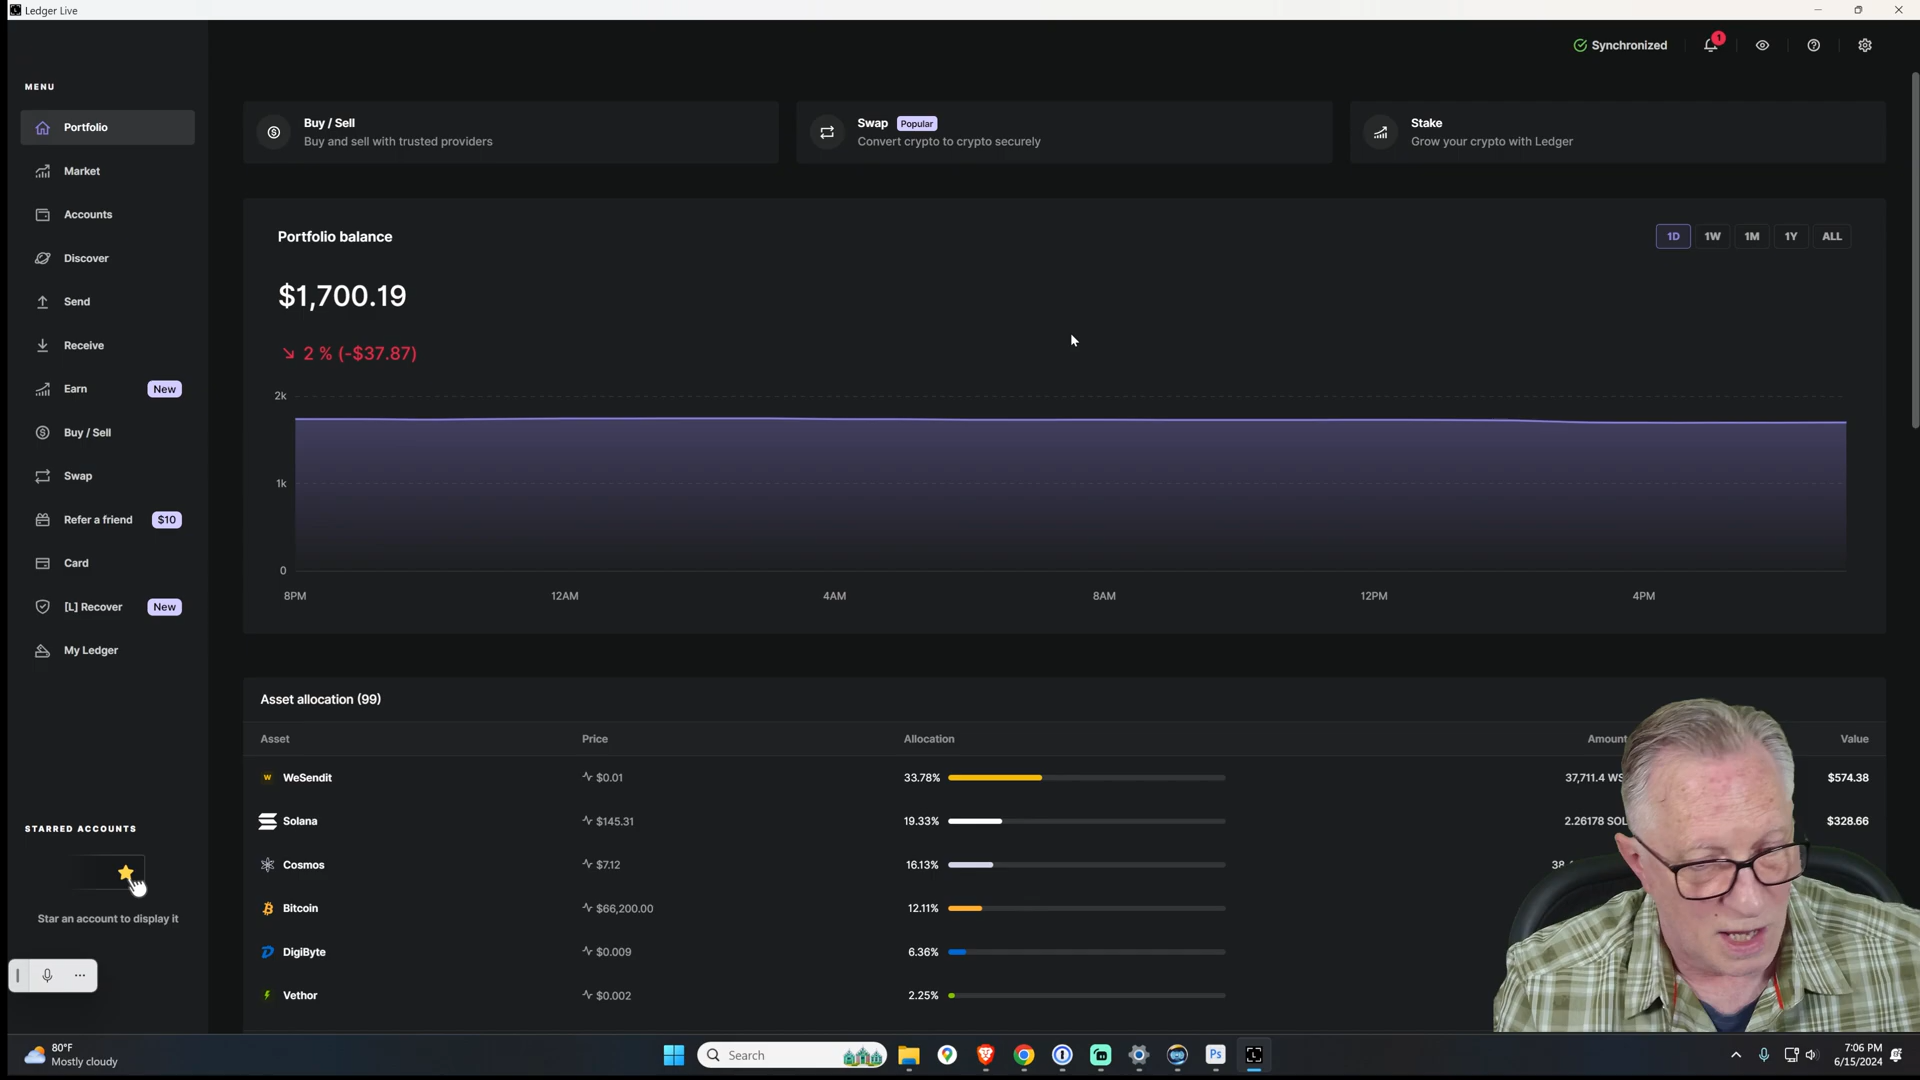 Ledger Live
Synchronized
1
MENU
Portfolio
Market
Accounts
Discover
Send
Receive
Earn New
Buy / Sell
Swap
Refer a friend $10
Card
[L] Recover New
My Ledger
STARRED ACCOUNTS
Star an account to display it
Buy / Sell
Buy and sell with trusted providers
Swap Popular
Convert crypto to crypto securely
Stake
Grow your crypto with Ledger
Portfolio balance
1D 1W 1M 1Y ALL
$1,700.19
2 % (-$37.87)
2k
1k
0
8PM 12AM 4AM 8AM 12PM 4PM
Asset allocation (99)
Asset Price Allocation Amount Value
WeSendit $0.01 33.78% 37,711.4 $574.38
Solana $145.31 19.33% 2.26178 SOL $328.66
Cosmos $7.12 16.13%
Bitcoin $66,200.00 12.11%
DigiByte $0.009 6.36%
Vethor $0.002 2.25%
80°F
Mostly cloudy
Search
Ps
7:06 PM
6/15/2024